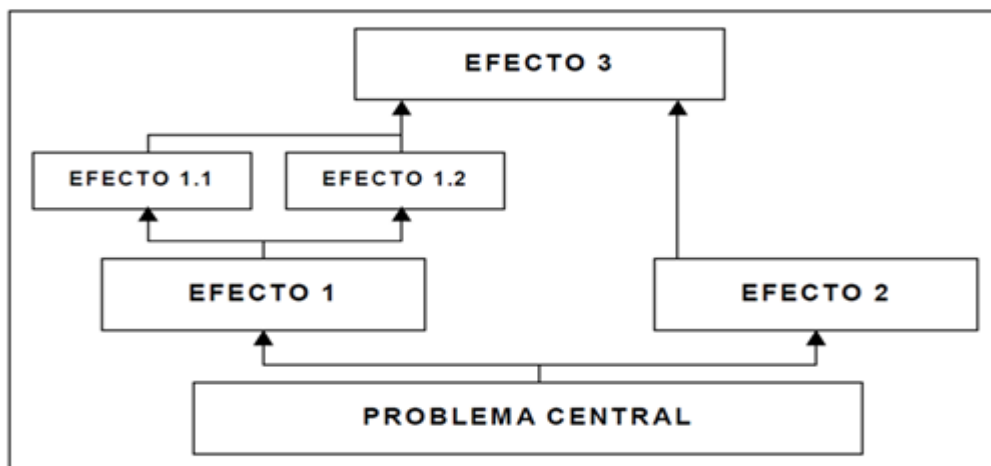 EFECTO 3
EFECTO 1.1
EFECTO 1.2
EFECTO 1
EFECTO 2
PROBLEMA CENTRAL